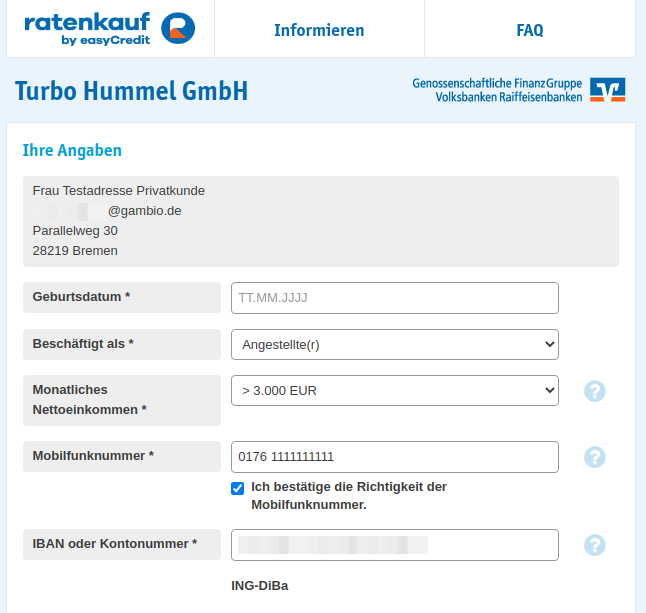 ratenkauf
by easyCredit
Informieren
FAQ
Turbo Hummel GmbH
Genossenschaftliche FinanzGruppe
Volksbanken Raiffeisenbanken
Ihre Angaben
Frau Testadresse Privatkunde
@gambio.de
Parallelweg 30
28219 Bremen
Geburtsdatum *
TT.MM.JJJJ
Beschäftigt als *
Angestellte(r)
Monatliches
Nettoeinkommen *
> 3.000 EUR
?
Mobilfunknummer *
0176 1111111111
?
Ich bestätige die Richtigkeit der
Mobilfunknummer.
IBAN oder Kontonummer *
?
ING-DiBa